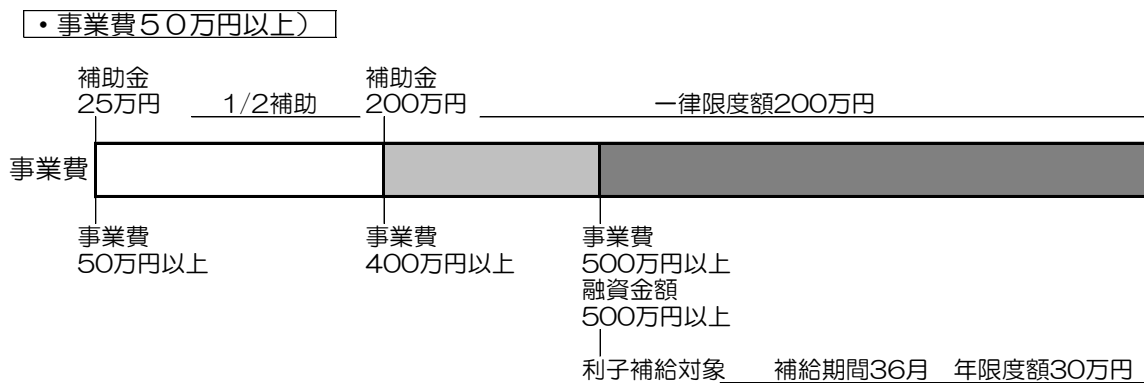 ・事業費５０万円以上）
補助金
25万円
1/2補助
補助金
200万円
一律限度額200万円
事業費
事業費
50万円以上
事業費
400万円以上
事業費
500万円以上
融資金額
500万円以上
利子補給対象 補給期間36月 年限度額30万円